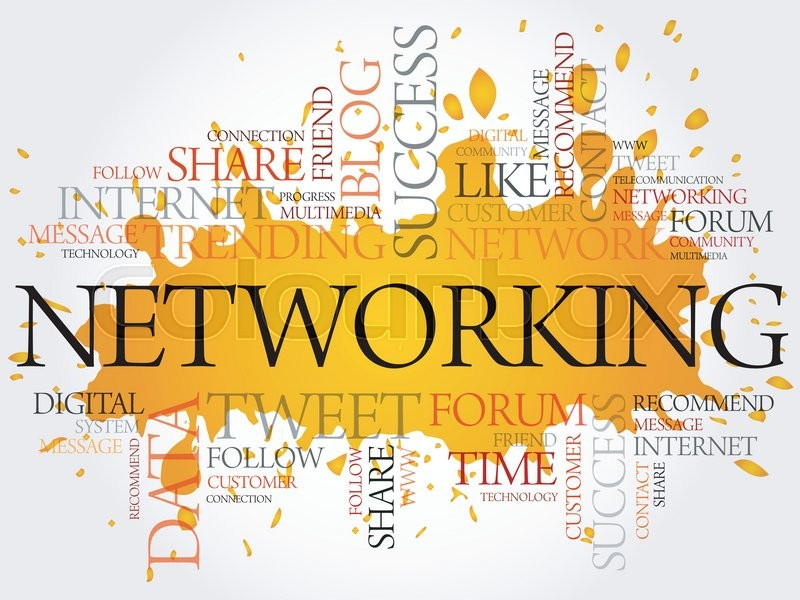 SUCCESS
BLOG
FRIEND
CONNECTION
SHARE
FOLLOW
INTERNET
PROGRESS
MULTIMEDIA
MESSAGE
TRENDING
TECHNOLOGY
DIGITAL
COMMUNITY
MESSAGE
RECOMMEND
CONTACT
LIKE
CUSTOMER
NETWORK
WWW
TWEET
TELECOMMUNICATION
NETWORKING
MESSAGE
FORUM
COMMUNITY
MULTIMEDIA
colourbox
NETWORKING
DIGITAL
SYSTEM
MESSAGE
RECOMMEND
DATA
TWEET
FOLLOW
CUSTOMER
CONNECTION
FOLLOW
SHARE
WWW
FORUM
FRIEND
TIME
TECHNOLOGY
CUSTOMER
SUCCESS
RECOMMEND
MESSAGE
INTERNET
CONTACT
SHARE